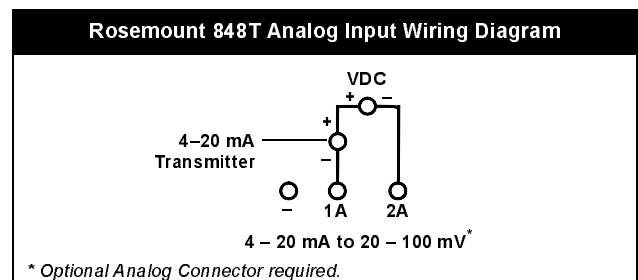 Rosemount 848T Analog Input Wiring Diagram
VDC
+ −
+
4–20 mA
Transmitter
−
− 1A 2A
4 – 20 mA to 20 – 100 mV*
* Optional Analog Connector required.